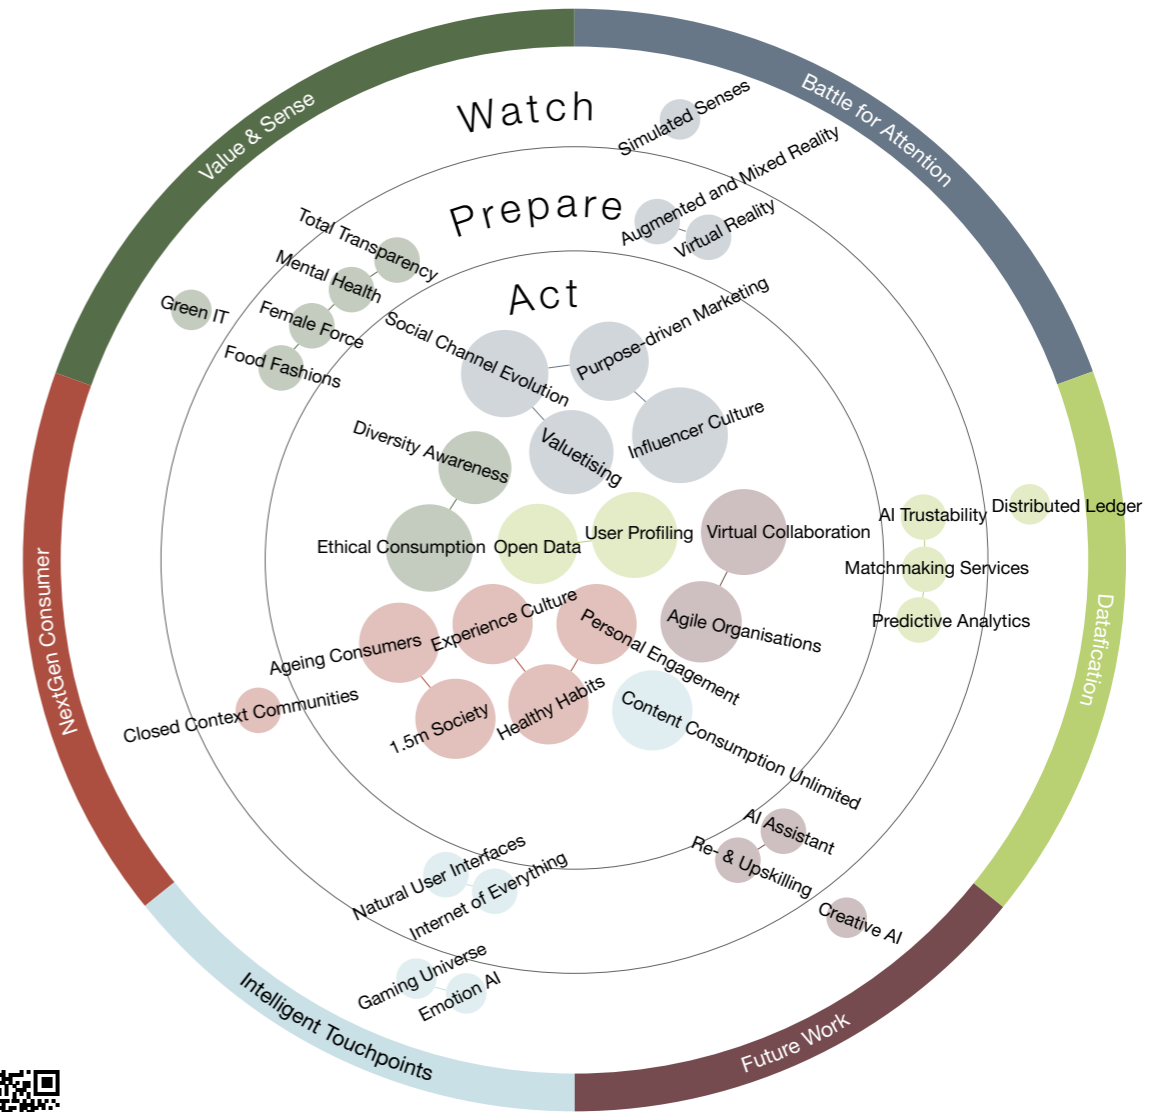 Battle for Attention
Value & Sense
Watch
Simulated Senses
Augmented and Mixed Reality
Prepare
Virtual Reality
Total Transparency
Mental Health
Green IT
Female Force
Food Fashions
Act
Social Channel Evolution
Purpose-driven Marketing
Influencer Culture
Valuetising
Diversity Awareness
Ethical Consumption
Open Data
User Profiling
Virtual Collaboration
AI Trustability
Distributed Ledger
Matchmaking Services
Predictive Analytics
Datafication
NextGen Consumer
Ageing Consumers
Experience Culture
Personal Engagement
Agile Organisations
Closed Context Communities
1.5m Society
Healthy Habits
Content Consumption Unlimited
AI Assistant
Re- & Upskilling
Creative AI
Natural User Interfaces
Internet of Everything
Gaming Universe
Emotion AI
Intelligent Touchpoints
Future Work